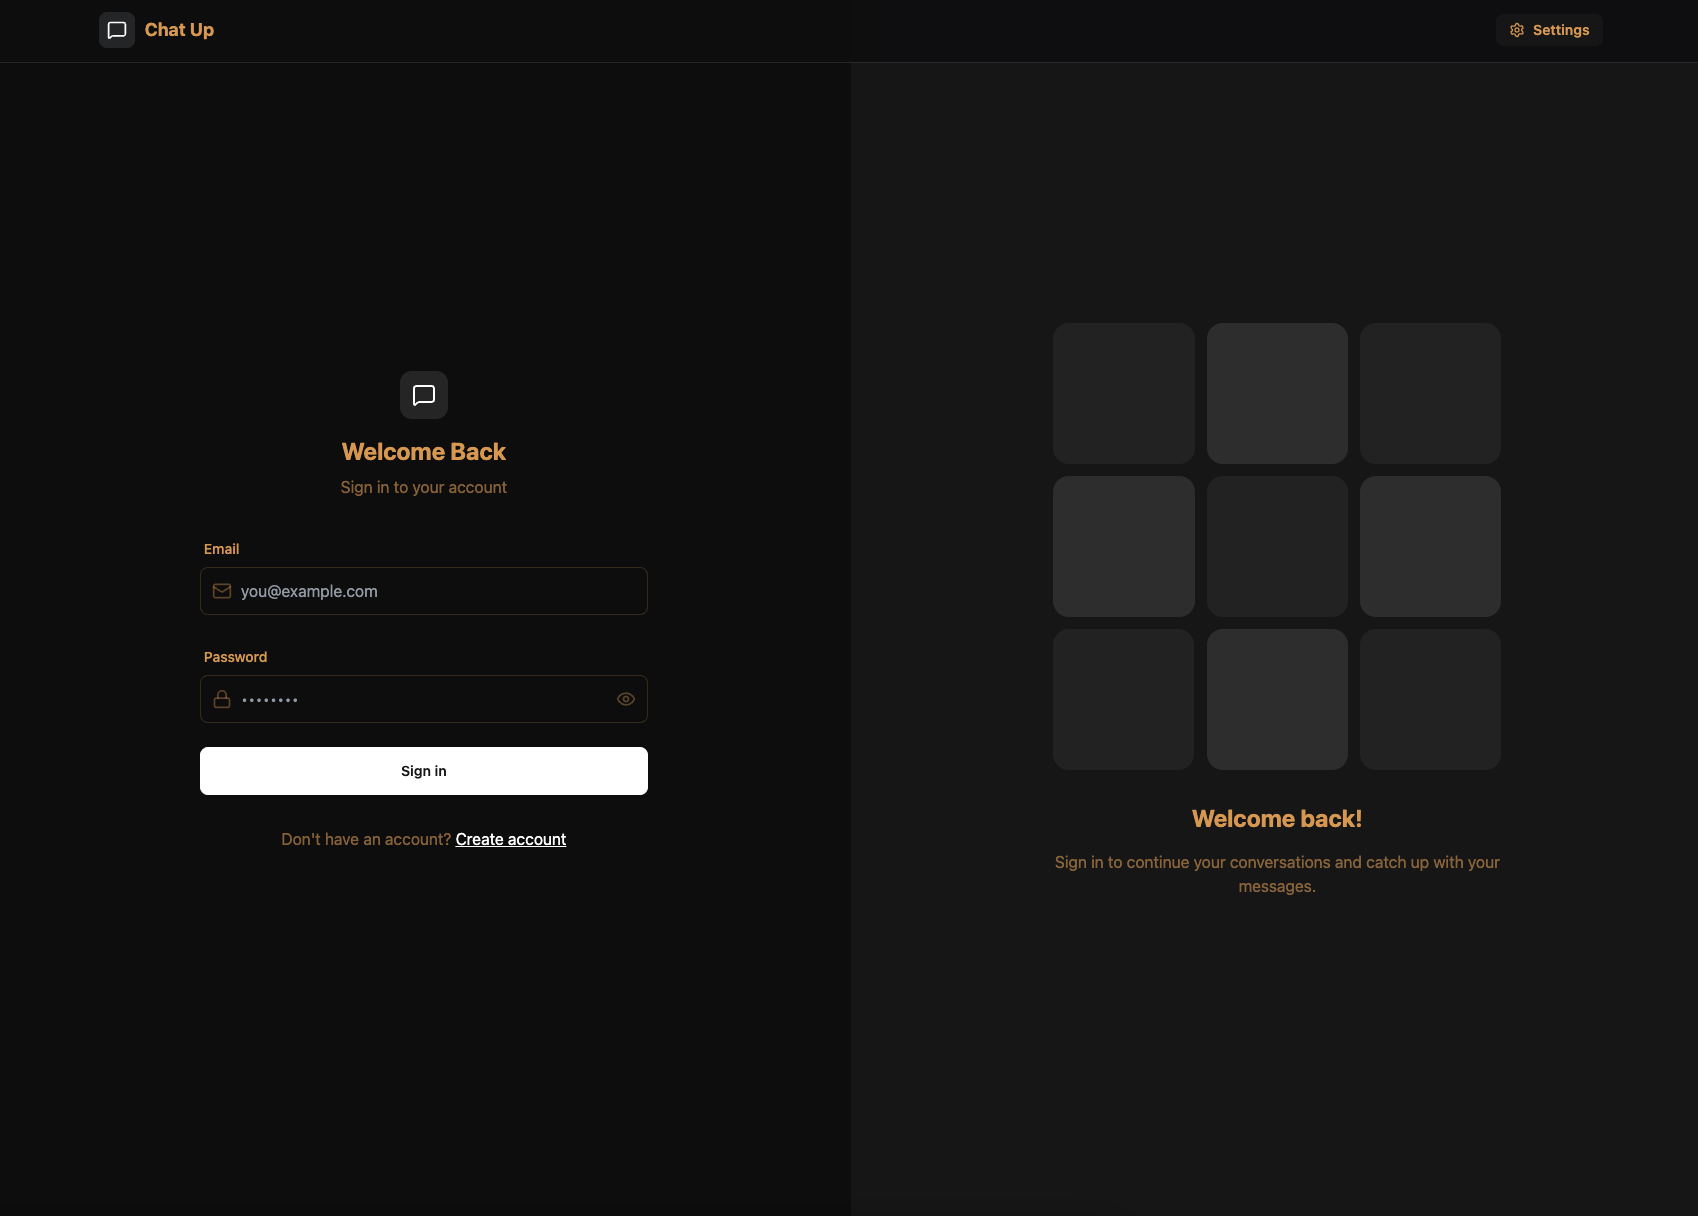 Chat Up
Settings
Welcome Back
Sign in to your account
Email
you@example.com
Password
••••••••
Sign in
Don't have an account? Create account
Welcome back!
Sign in to continue your conversations and catch up with your
messages.